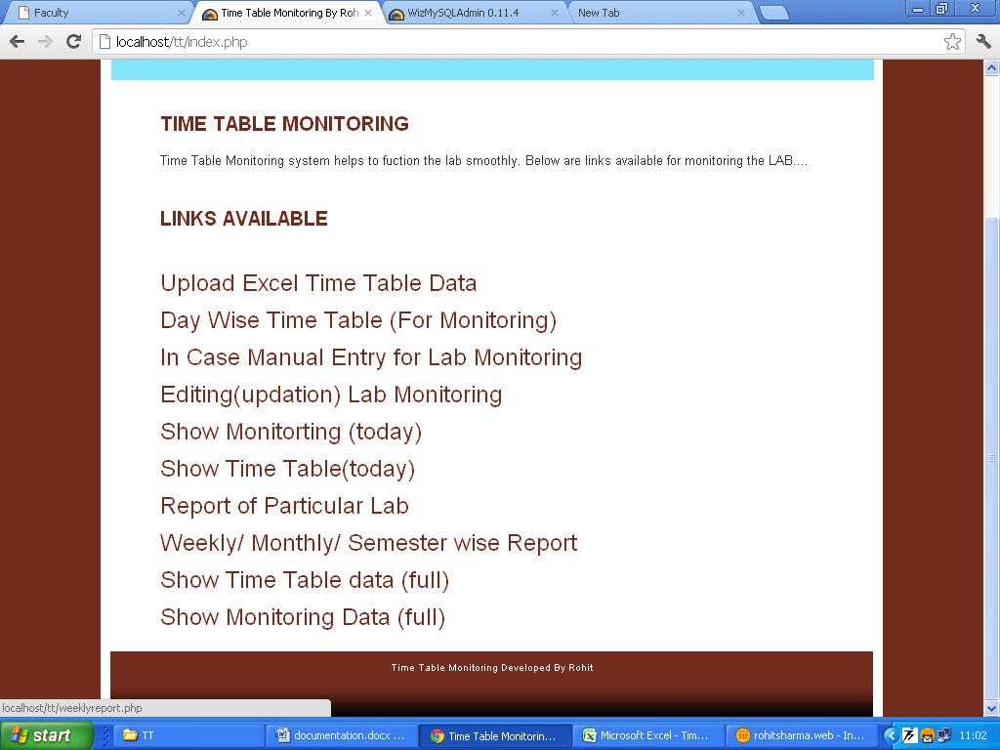 Faculty
Time Table Monitoring By Roh
WizMySQLAdmin 0.11.4
New Tab
localhost/tt/index.php
TIME TABLE MONITORING
Time Table Monitoring system helps to fuction the lab smoothly. Below are links available for monitoring the LAB....
LINKS AVAILABLE
Upload Excel Time Table Data
Day Wise Time Table (For Monitoring)
In Case Manual Entry for Lab Monitoring
Editing(updation) Lab Monitoring
Show Monitorting (today)
Show Time Table(today)
Report of Particular Lab
Weekly/ Monthly/ Semester wise Report
Show Time Table data (full)
Show Monitoring Data (full)
Time Table Monitoring Developed By Rohit
localhost/tt/weeklyreport.php
start
TT
documentation.docx ...
Time Table Monitorin...
Microsoft Excel - Tim...
rohitsharma.web - In...
11:02